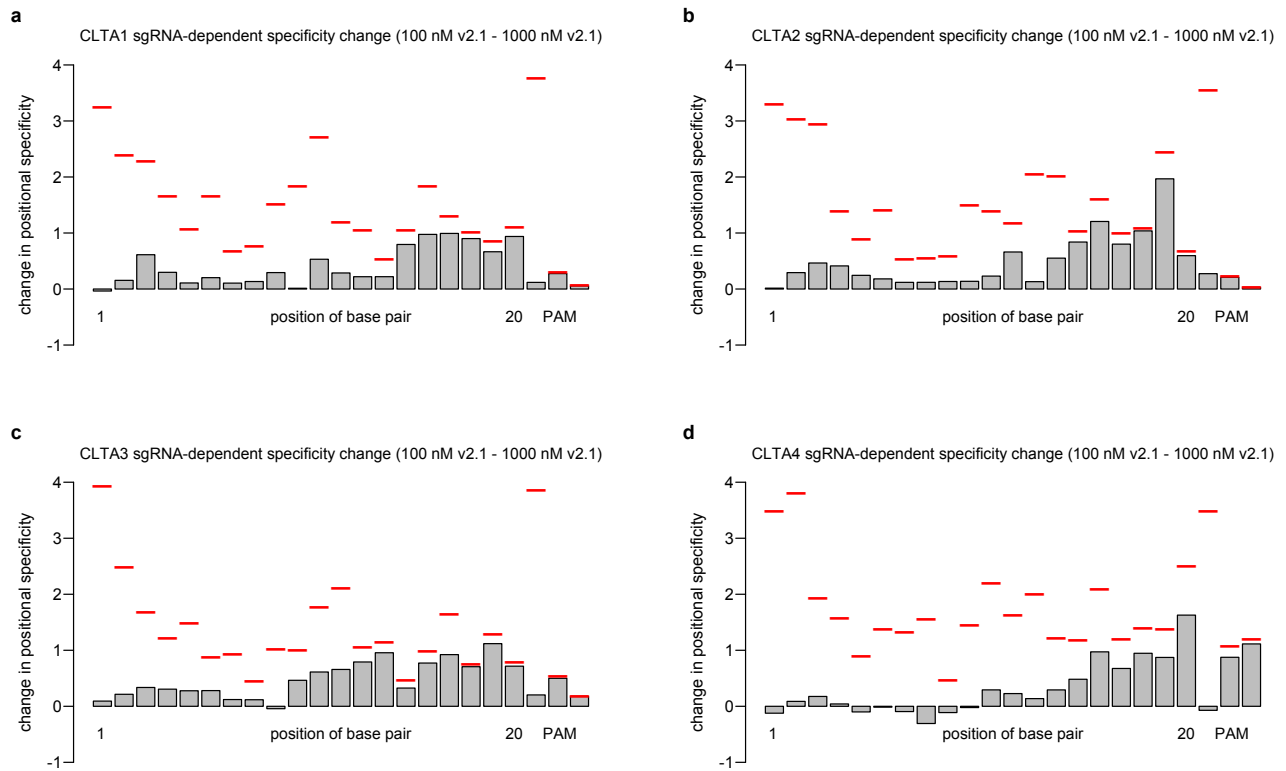 a
CLTA1 sgRNA-dependent specificity change (100 nM v2.1 - 1000 nM v2.1)
change in positional specificity
4
3
2
1
0
-1
1 position of base pair 20 PAM
b
CLTA2 sgRNA-dependent specificity change (100 nM v2.1 - 1000 nM v2.1)
change in positional specificity
4
3
2
1
0
-1
1 position of base pair 20 PAM
c
CLTA3 sgRNA-dependent specificity change (100 nM v2.1 - 1000 nM v2.1)
change in positional specificity
4
3
2
1
0
-1
1 position of base pair 20 PAM
d
CLTA4 sgRNA-dependent specificity change (100 nM v2.1 - 1000 nM v2.1)
change in positional specificity
4
3
2
1
0
-1
1 position of base pair 20 PAM